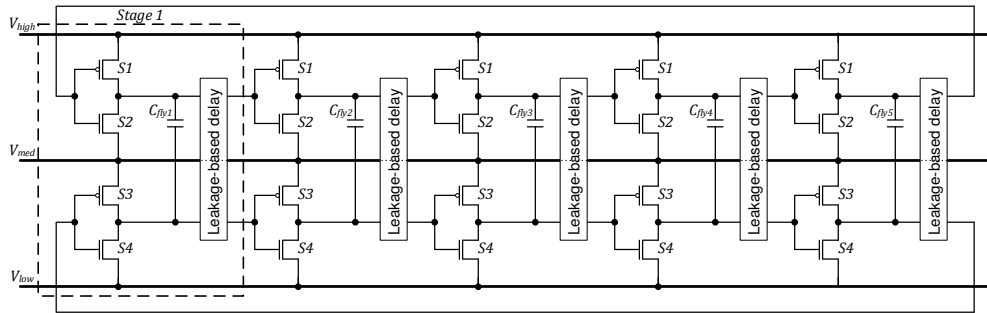 Stage 1
V_high
S1
S1
S1
S1
S1
C_fly1
C_fly2
C_fly3
C_fly4
C_fly5
S2
S2
S2
S2
S2
Leakage-based delay
Leakage-based delay
Leakage-based delay
Leakage-based delay
Leakage-based delay
V_med
S3
S3
S3
S3
S3
S4
S4
S4
S4
S4
V_low